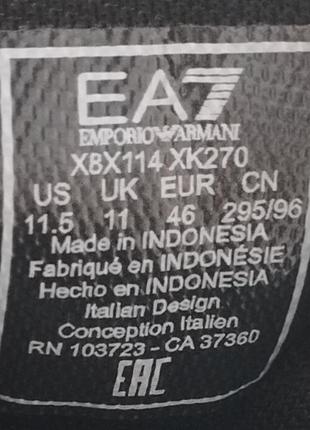 EA7
EMPORIO ARMANI
X8X114 XK270
US UK EUR CN
11.5 11 46 295/96
Made in INDONESIA
Fabriqué en INDONÉSIE
Hecho en INDONESIA
Italian Design
Conception Italien
RN 103723 - CA 37360
EAC